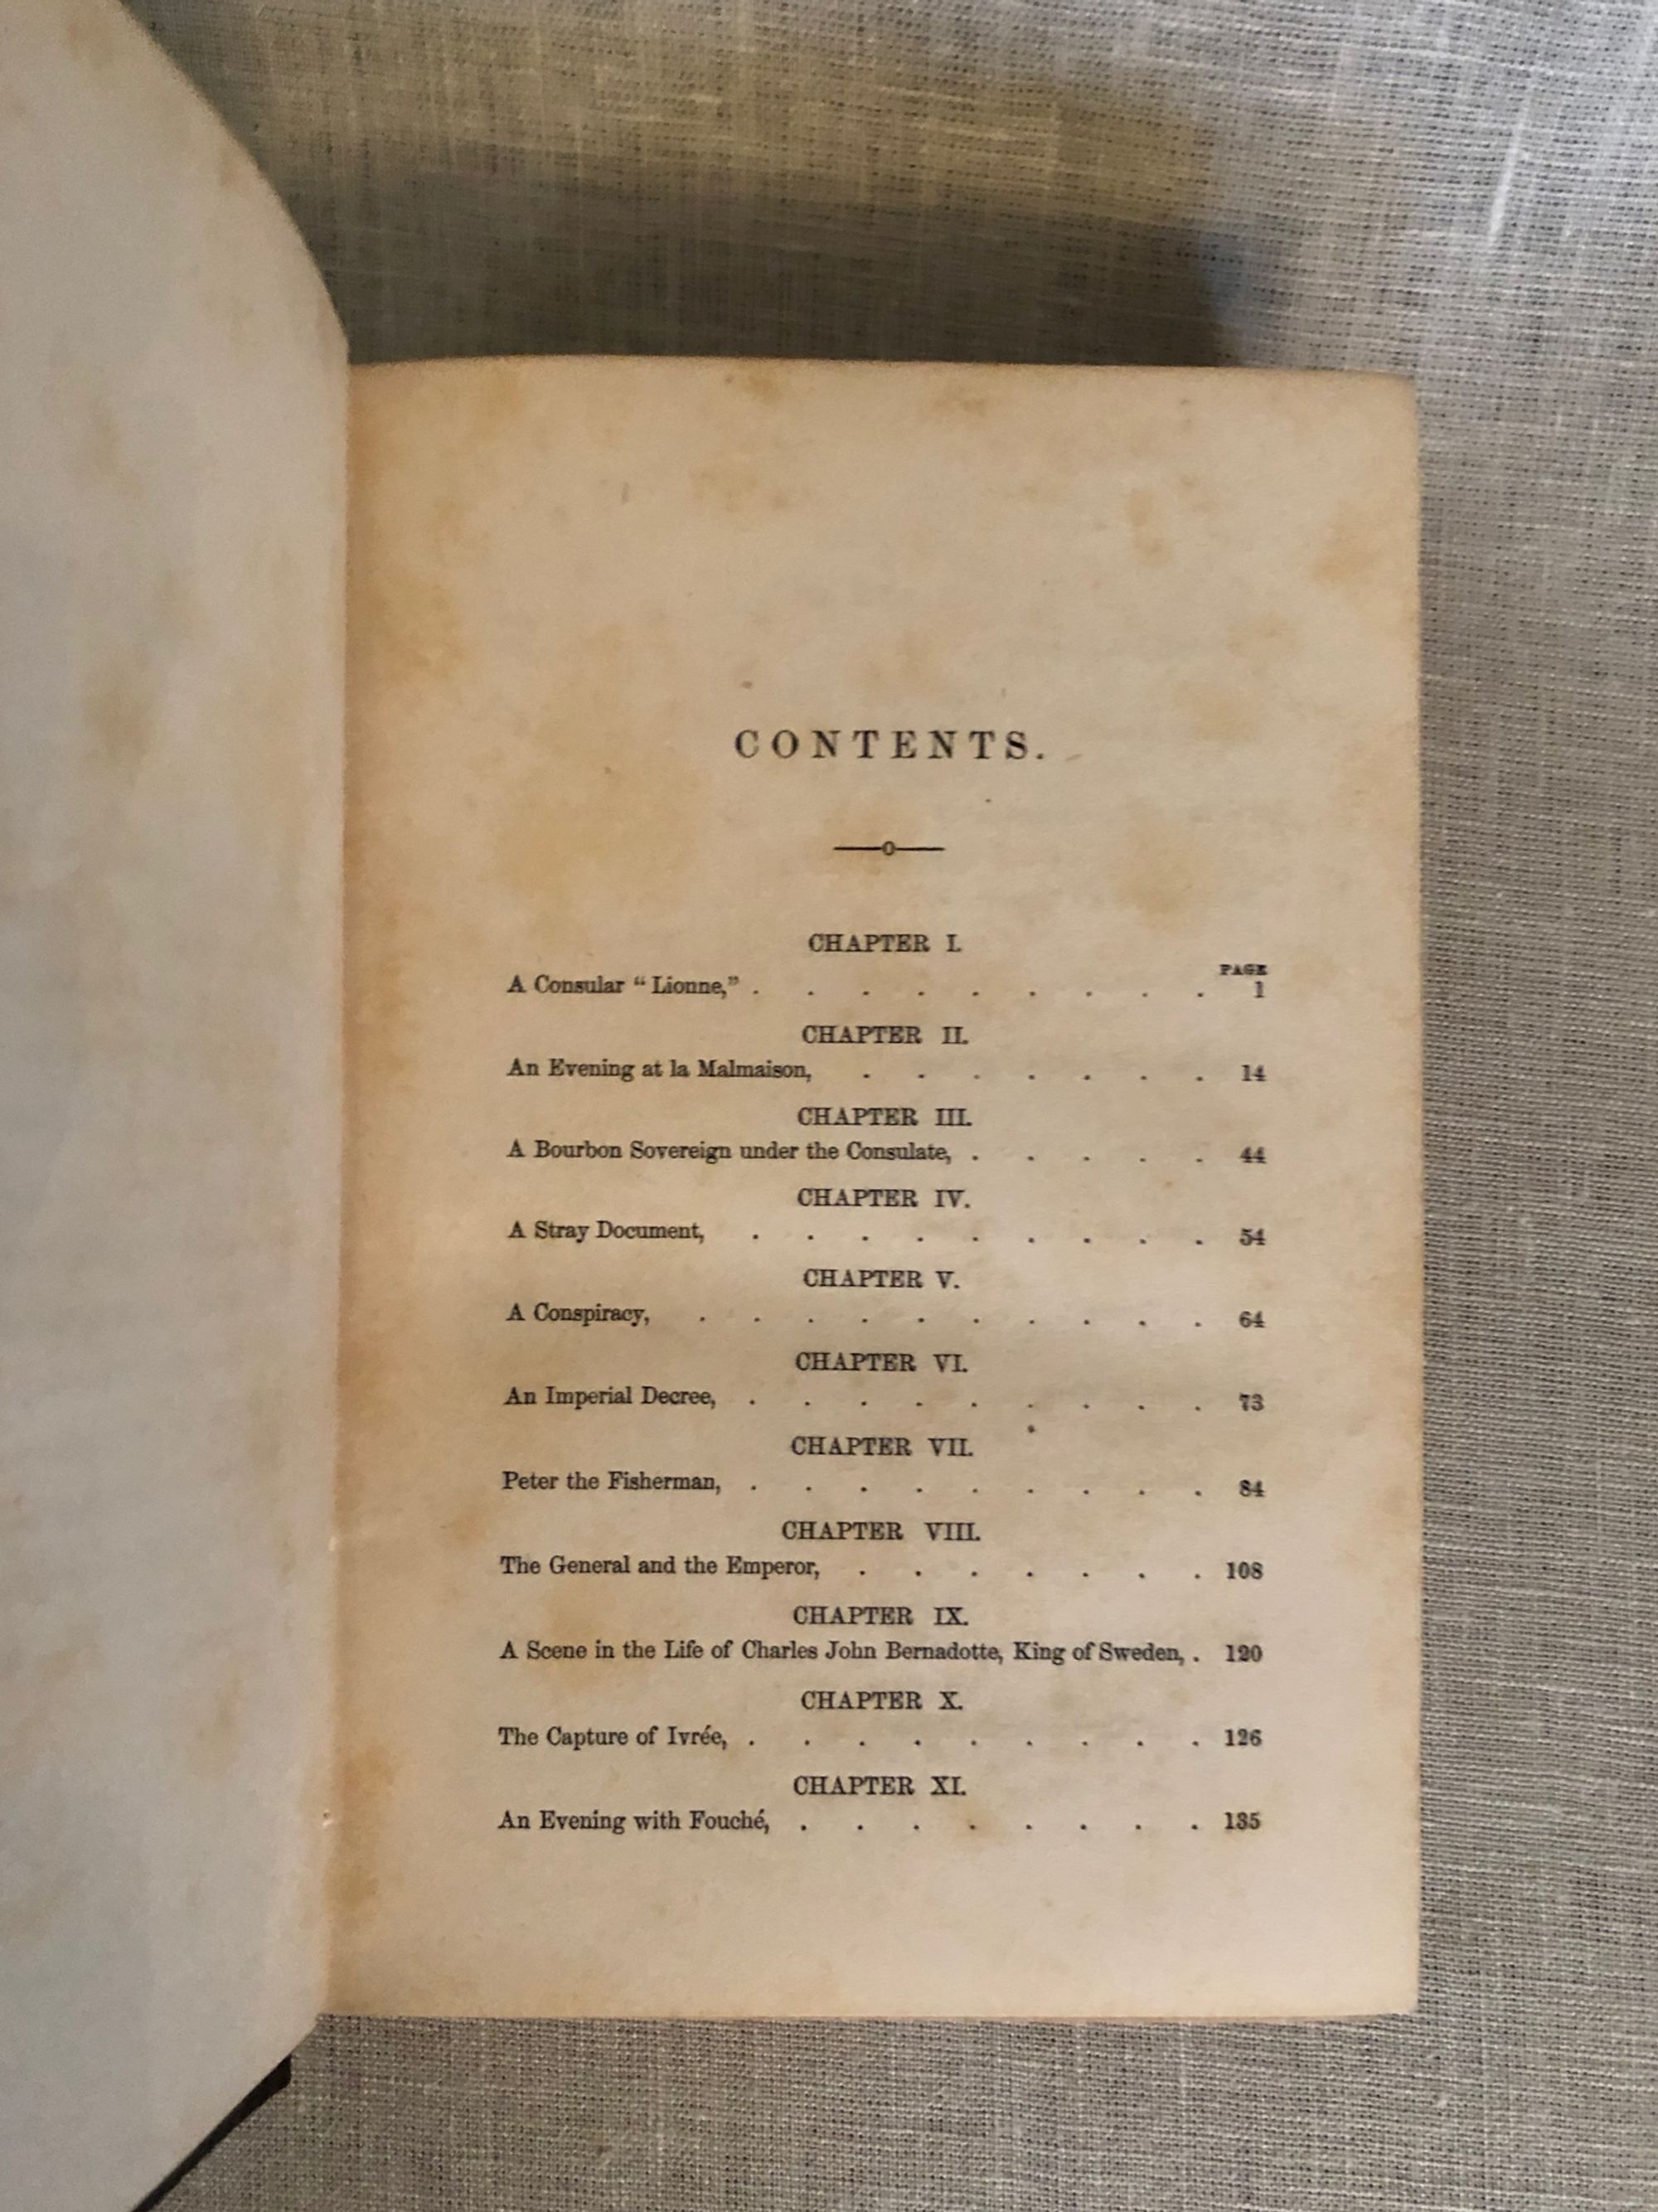 CONTENTS.
CHAPTER I.
PAGE
A Consular “ Lionne,” . . . . . . . . . 1
CHAPTER II.
An Evening at la Malmaison, . . . . . . . 14
CHAPTER III.
A Bourbon Sovereign under the Consulate, . . . . . 44
CHAPTER IV.
A Stray Document, . . . . . . . . . 54
CHAPTER V.
A Conspiracy, . . . . . . . . . . 64
CHAPTER VI.
An Imperial Decree, . . . . . . . . . 73
CHAPTER VII.
Peter the Fisherman, . . . . . . . . . 84
CHAPTER VIII.
The General and the Emperor, . . . . . . . 108
CHAPTER IX.
A Scene in the Life of Charles John Bernadotte, King of Sweden, . 120
CHAPTER X.
The Capture of Ivrée, . . . . . . . . . 126
CHAPTER XI.
An Evening with Fouché, . . . . . . . . 135